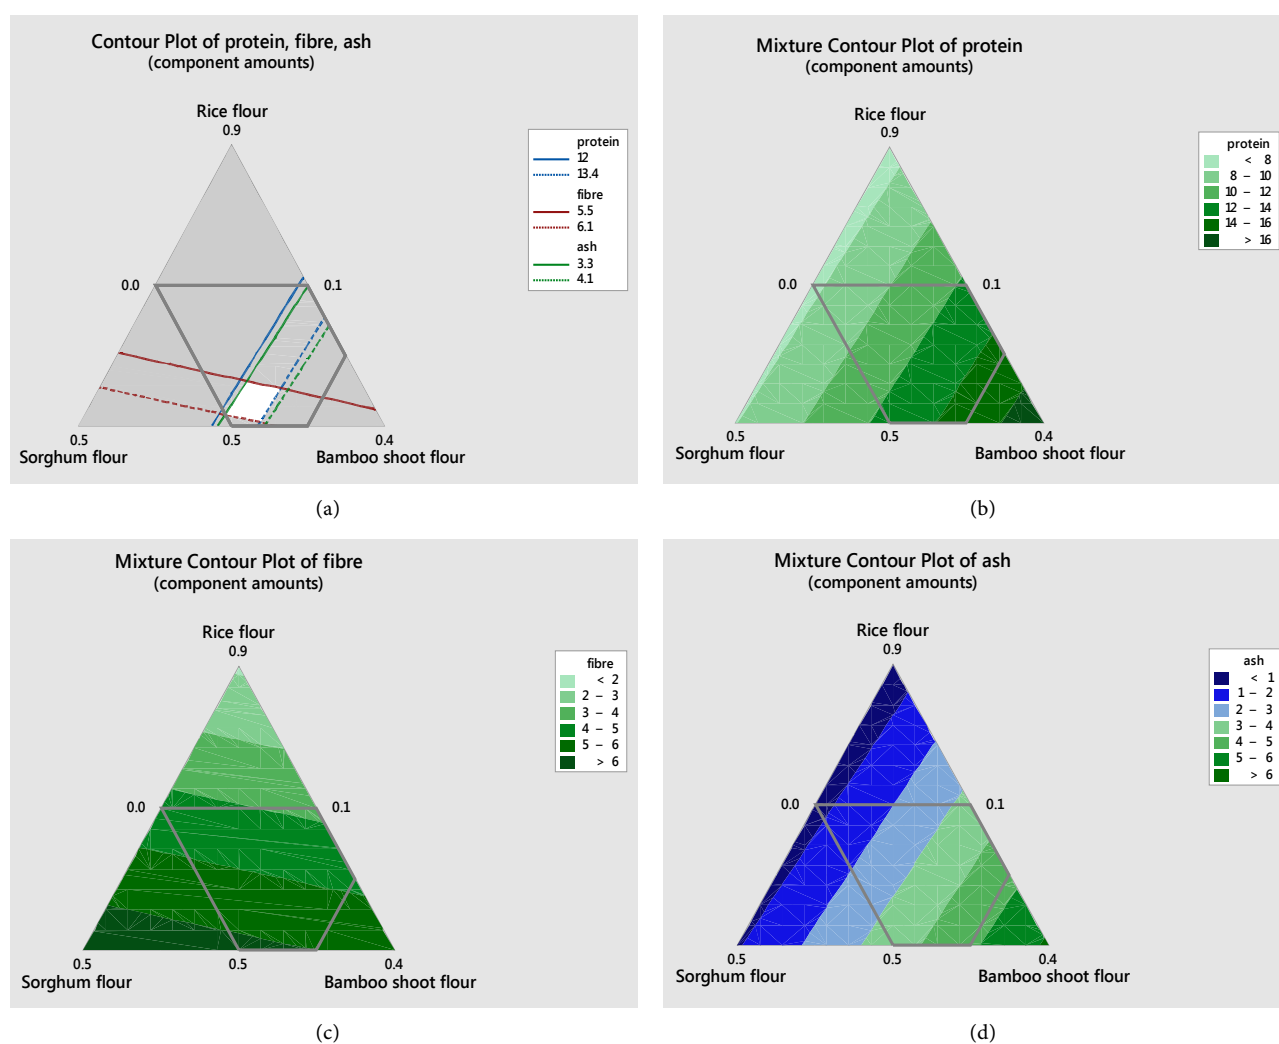 Contour Plot of protein, fibre, ash
(component amounts)
Rice flour
0.9
protein
12
13.4
fibre
5.5
6.1
ash
3.3
4.1
0.0
0.1
0.5
0.5
0.4
Sorghum flour
Bamboo shoot flour
(a)
Mixture Contour Plot of protein
(component amounts)
Rice flour
0.9
protein
< 8
8 – 10
10 – 12
12 – 14
14 – 16
> 16
0.0
0.1
0.5
0.5
0.4
Sorghum flour
Bamboo shoot flour
(b)
Mixture Contour Plot of fibre
(component amounts)
Rice flour
0.9
fibre
< 2
2 – 3
3 – 4
4 – 5
5 – 6
> 6
0.0
0.1
0.5
0.5
0.4
Sorghum flour
Bamboo shoot flour
(c)
Mixture Contour Plot of ash
(component amounts)
Rice flour
0.9
ash
< 1
1 – 2
2 – 3
3 – 4
4 – 5
5 – 6
> 6
0.0
0.1
0.5
0.5
0.4
Sorghum flour
Bamboo shoot flour
(d)